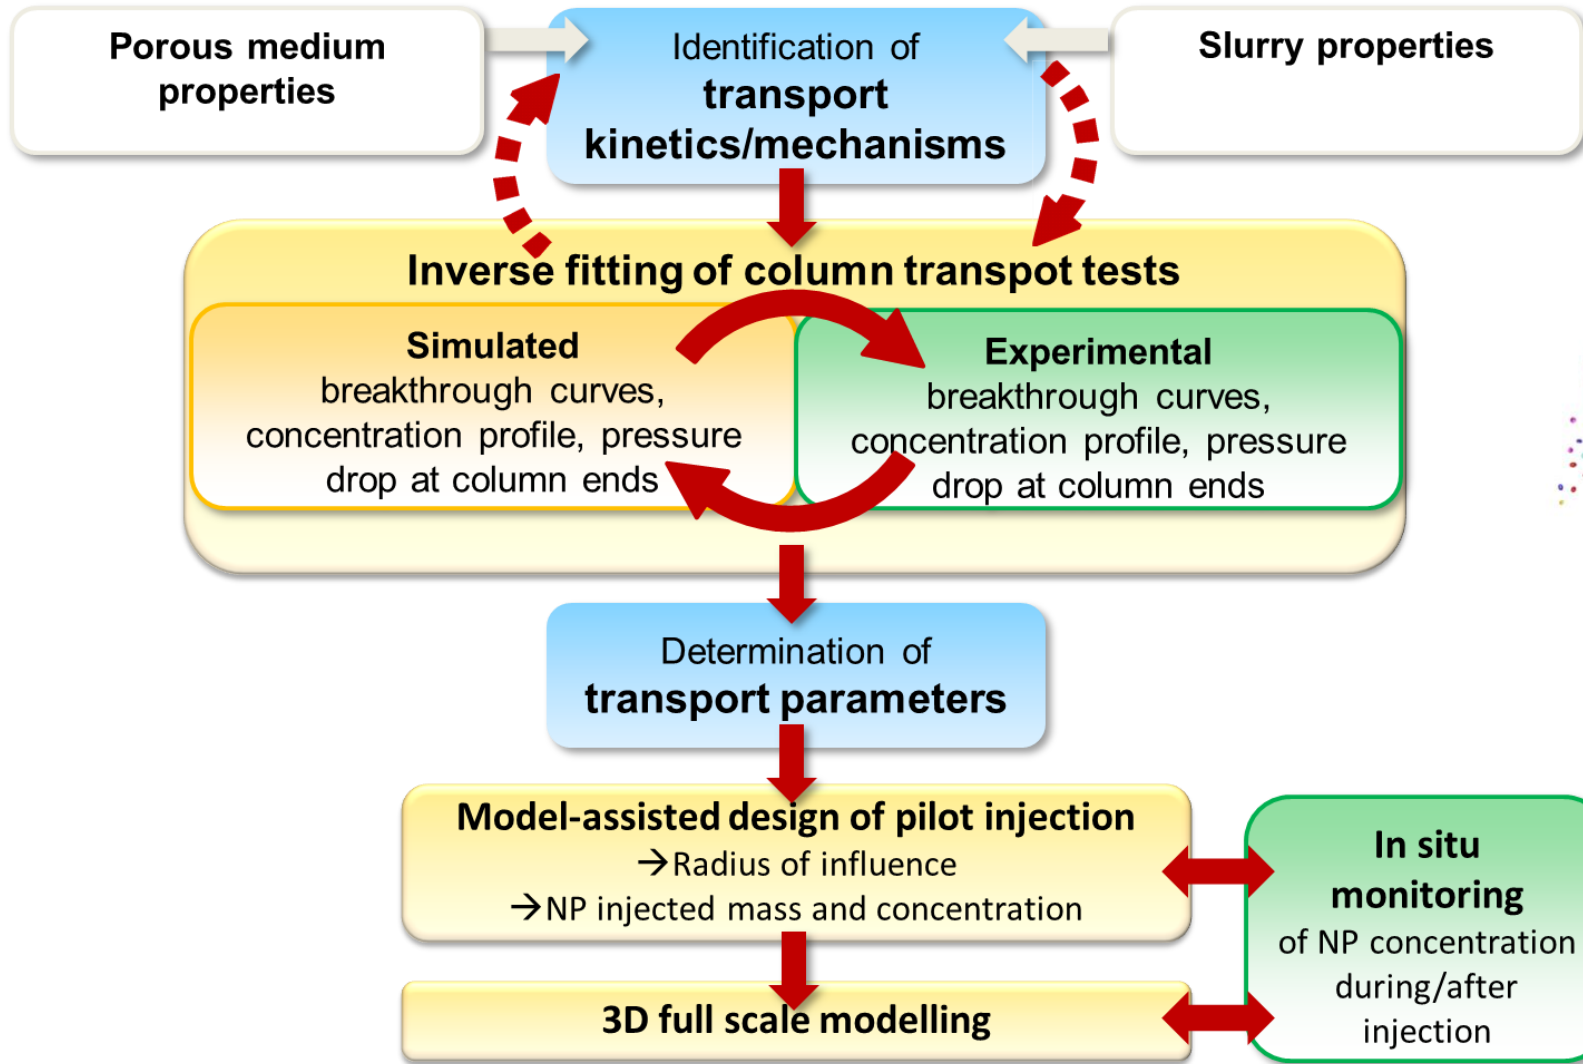 Porous medium
properties
Identification of
transport
kinetics/mechanisms
Slurry properties
Inverse fitting of column transpot tests
Simulated
breakthrough curves,
concentration profile, pressure
drop at column ends
Experimental
breakthrough curves,
concentration profile, pressure
drop at column ends
Determination of
transport parameters
Model-assisted design of pilot injection
→Radius of influence
→NP injected mass and concentration
In situ
monitoring
of NP concentration
during/after
injection
3D full scale modelling